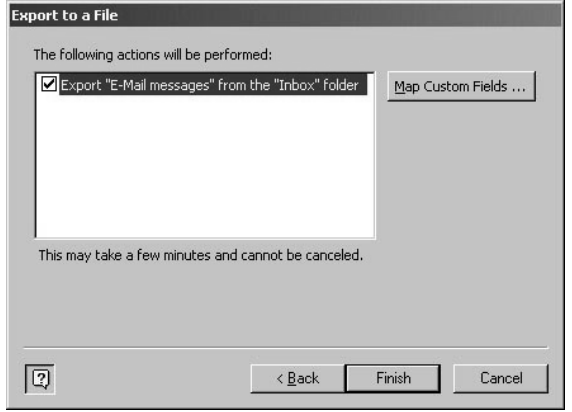 Export to a File
The following actions will be performed:
Export "E-Mail messages" from the "Inbox" folder
Map Custom Fields ...
This may take a few minutes and cannot be canceled.
?
< Back
Finish
Cancel